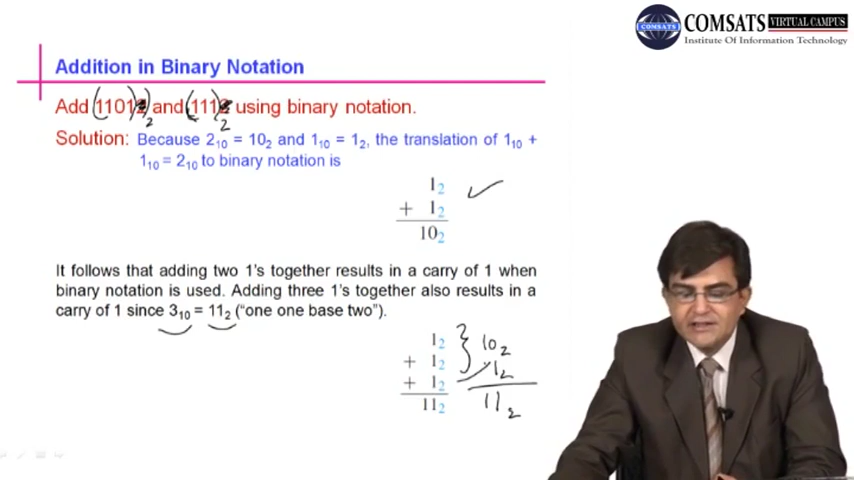 COMSATS VIRTUAL CAMPUS
COMSATS
Institute Of Information Technology
Addition in Binary Notation
Add (1101)₂ and (111)₂ using binary notation.
Solution: Because 2₁₀ = 10₂ and 1₁₀ = 1₂, the translation of 1₁₀ +
1₁₀ = 2₁₀ to binary notation is
1₂
+ 1₂
10₂
It follows that adding two 1's together results in a carry of 1 when
binary notation is used. Adding three 1's together also results in a
carry of 1 since 3₁₀ = 11₂ ("one one base two").
1₂
+ 1₂
+ 1₂
11₂
10₂
1₂
11₂